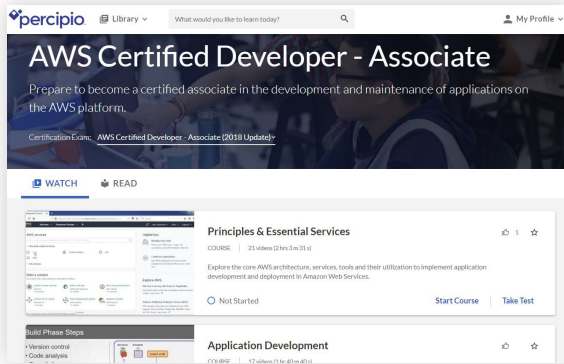 percipio.
Library
What would you like to learn today?
My Profile
AWS Certified Developer - Associate
Prepare to become a certified associate in the development and maintenance of applications on
the AWS platform.
Certification Exam: AWS Certified Developer - Associate (2018 Update)
WATCH
READ
Principles & Essential Services
1
COURSE 21 videos (2 hrs 3 m 31 s)
Explore the core AWS architecture, services, tools and their utilization to implement application
development and deployment in Amazon Web Services.
Not Started
Start Course
Take Test
Build Phase Steps
• Version control
• Code analysis
Application Development
COURSE 17 videos (1 hr 40 m 40 s)